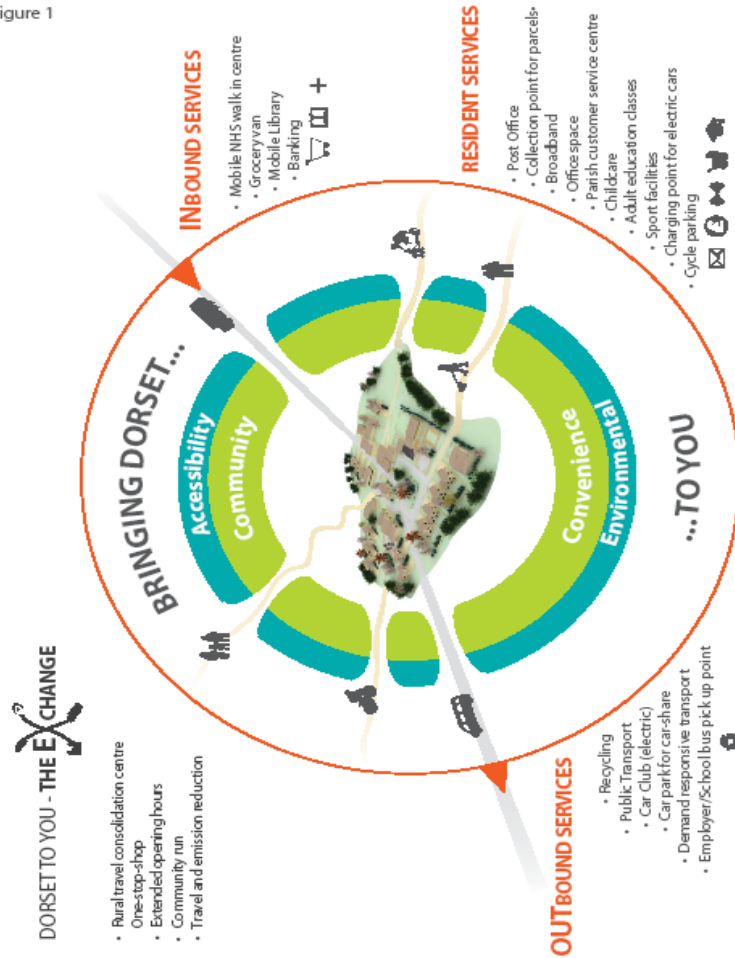 igure 1
DORSET TO YOU - THE EXCHANGE
• Rural travel consolidation centre
One-stop-shop
• Extended opening hours
• Community run
• Travel and emission reduction
BRINGING DORSET...
Accessibility
Community
INBOUND SERVICES
• Mobile NHS walk in centre
• Grocery van
• Mobile Library
• Banking
RESIDENT SERVICES
• Post Office
• Collection point for parcels•
• Broadband
• Office space
• Parish customer service centre
• Childcare
• Adult education classes
• Sport facilities
• Charging point for electric cars
• Cycle parking
Convenience
Environmental
...TO YOU
OUTBOUND SERVICES
• Recycling
• Public Transport
• Car Club (electric)
• Car park for car-share
• Demand responsive transport
• Employer/School bus pick up point